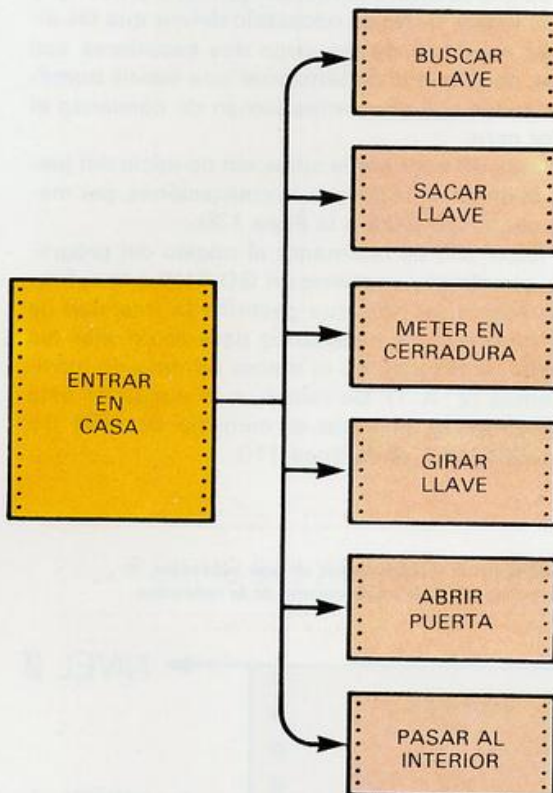 BUSCAR
LLAVE
SACAR
LLAVE
METER EN
CERRADURA
ENTRAR
EN
CASA
GIRAR
LLAVE
ABRIR
PUERTA
PASAR AL
INTERIOR